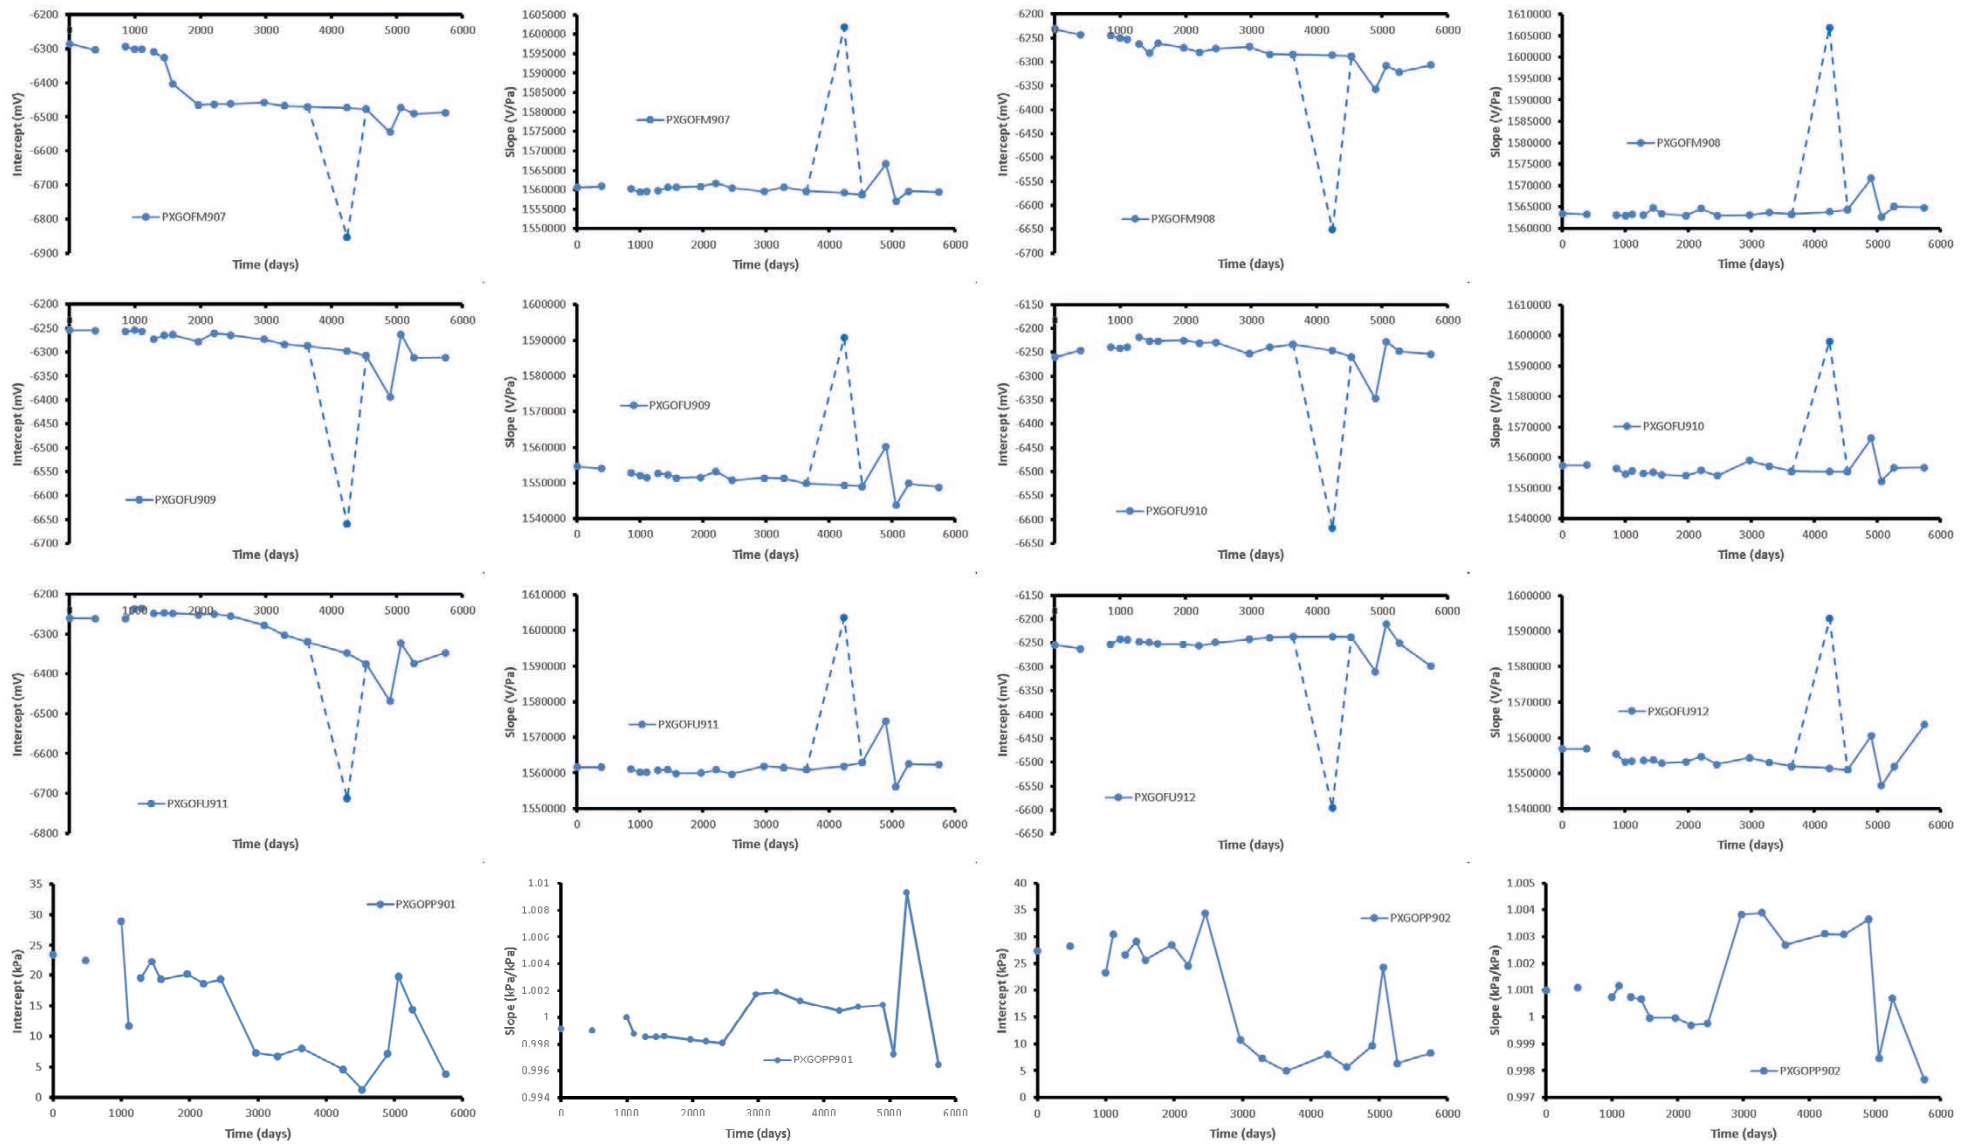 -6200
-6300
-6400
-6500
-6600
-6700
-6800
-6900
0 1000 2000 3000 4000 5000 6000
Intercept (mV)
PXGOFM907
Time (days)
1605000
1600000
1595000
1590000
1585000
1580000
1575000
1570000
1565000
1560000
1555000
1550000
0 1000 2000 3000 4000 5000 6000
Slope (V/Pa)
PXGOFM907
Time (days)
-6200
-6250
-6300
-6350
-6400
-6450
-6500
-6550
-6600
-6650
-6700
1000 2000 3000 4000 5000 6000
Intercept (mV)
PXGOFM908
Time (days)
1610000
1605000
1600000
1595000
1590000
1585000
1580000
1575000
1570000
1565000
1560000
0 1000 2000 3000 4000 5000 6000
Slope (V/Pa)
PXGOFM908
Time (days)
-6200
-6250
-6300
-6350
-6400
-6450
-6500
-6550
-6600
-6650
-6700
1000 2000 3000 4000 5000 6000
Intercept (mV)
PXGOFU909
Time (days)
1600000
1590000
1580000
1570000
1560000
1550000
1540000
0 1000 2000 3000 4000 5000 6000
Slope (V/Pa)
PXGOFU909
Time (days)
-6150
-6200
-6250
-6300
-6350
-6400
-6450
-6500
-6550
-6600
-6650
1000 2000 3000 4000 5000 6000
Intercept (mV)
PXGOFU910
Time (days)
1610000
1600000
1590000
1580000
1570000
1560000
1550000
1540000
0 1000 2000 3000 4000 5000 6000
Slope (V/Pa)
PXGOFU910
Time (days)
-6200
-6300
-6400
-6500
-6600
-6700
-6800
1000 2000 3000 4000 5000 6000
Intercept (mV)
PXGOFU911
Time (days)
1610000
1600000
1590000
1580000
1570000
1560000
1550000
0 1000 2000 3000 4000 5000 6000
Slope (V/Pa)
PXGOFU911
Time (days)
-6150
-6200
-6250
-6300
-6350
-6400
-6450
-6500
-6550
-6600
-6650
1000 2000 3000 4000 5000 6000
Intercept (mV)
PXGOFU912
Time (days)
1600000
1590000
1580000
1570000
1560000
1550000
1540000
0 1000 2000 3000 4000 5000 6000
Slope (V/Pa)
PXGOFU912
Time (days)
35
30
25
20
15
10
5
0
0 1000 2000 3000 4000 5000 6000
Intercept (kPa)
PXGOPP901
Time (days)
1.01
1.008
1.006
1.004
1.002
1
0.998
0.996
0.994
0 1000 2000 3000 4000 5000 6000
Slope (kPa/kPa)
PXGOPP901
Time (days)
40
35
30
25
20
15
10
5
0
0 1000 2000 3000 4000 5000 6000
Intercept (kPa)
PXGOPP902
Time (days)
1.005
1.004
1.003
1.002
1.001
1
0.999
0.998
0.997
0 1000 2000 3000 4000 5000 6000
Slope (kPa/kPa)
PXGOPP902
Time (days)